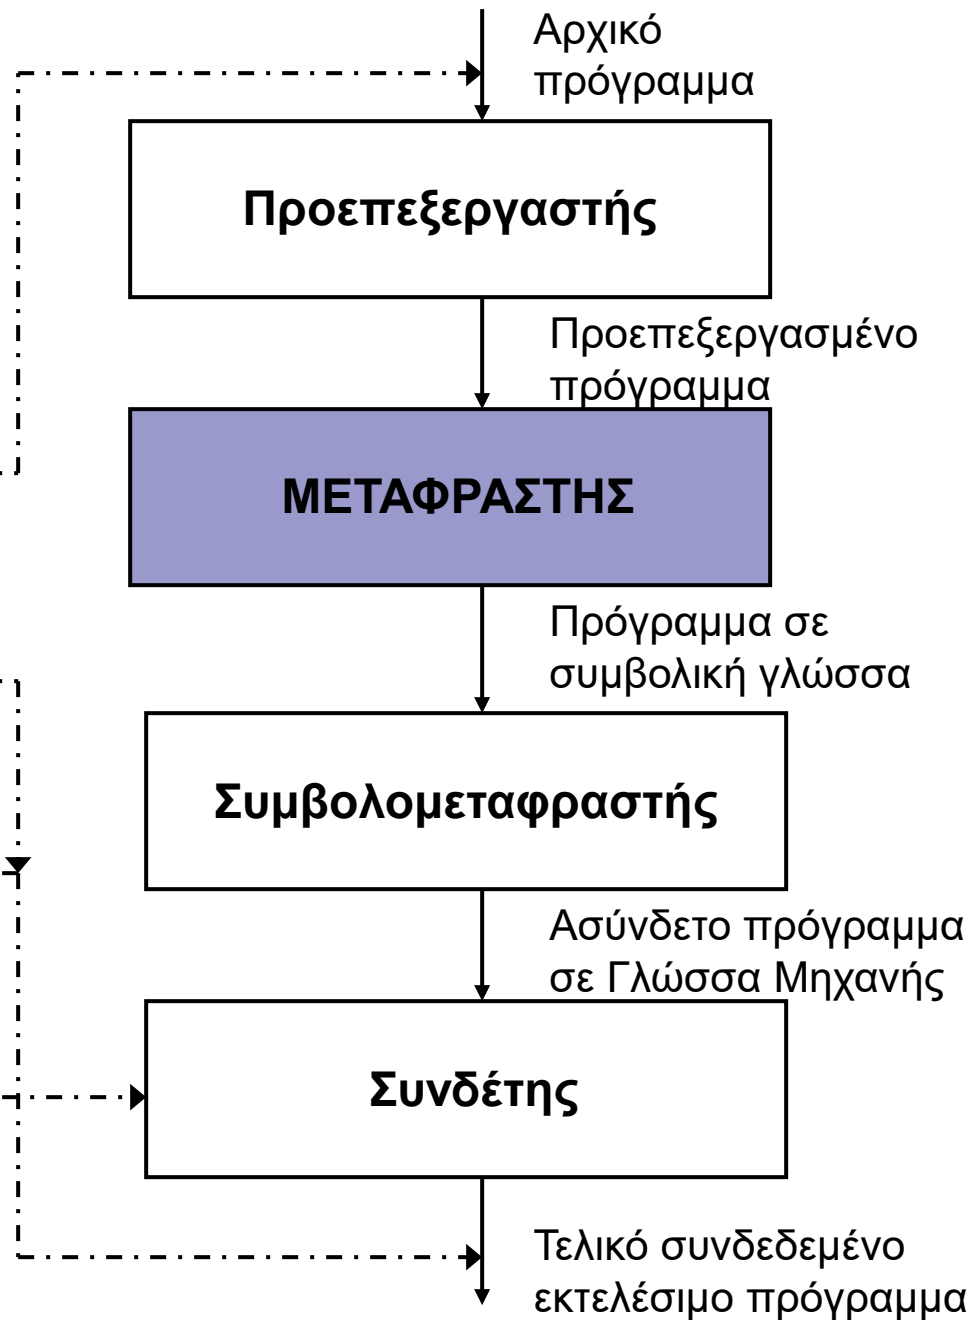 Αρχικό
πρόγραμμα
Προεπεξεργαστής
Προεπεξεργασμένο
πρόγραμμα
ΜΕΤΑΦΡΑΣΤΗΣ
Πρόγραμμα σε
συμβολική γλώσσα
Συμβολομεταφραστής
Ασύνδετο πρόγραμμα
σε Γλώσσα Μηχανής
Συνδέτης
Τελικό συνδεδεμένο
εκτελέσιμο πρόγραμμα